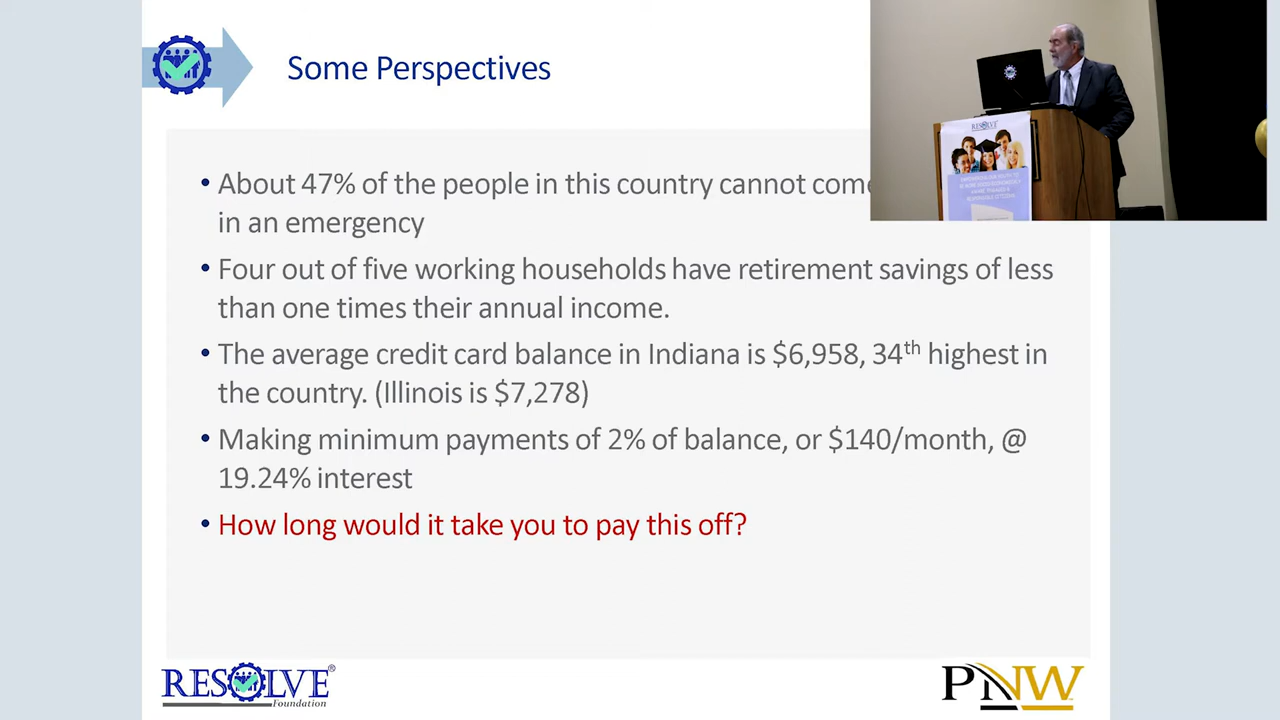 Some Perspectives
• About 47% of the people in this country cannot come
in an emergency
• Four out of five working households have retirement savings of less
than one times their annual income.
• The average credit card balance in Indiana is $6,958, 34th highest in
the country. (Illinois is $7,278)
• Making minimum payments of 2% of balance, or $140/month, @
19.24% interest
• How long would it take you to pay this off?
RESOLVE
RESOLVE®
Foundation
PNW